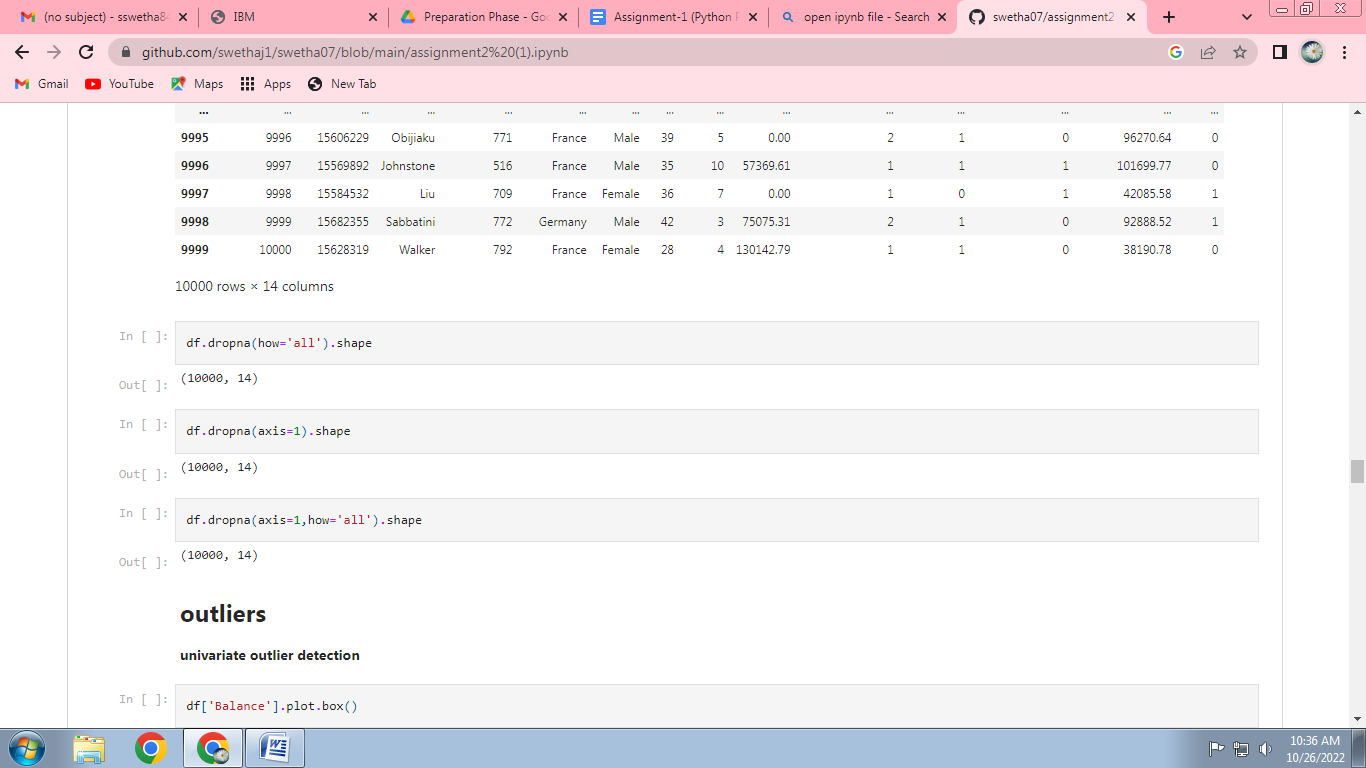 (no subject) - sswetha84 IBM Preparation Phase - Goo Assignment-1 (Python P open ipynb file - Search swetha07/assignment2
github.com/swethaj1/swetha07/blob/main/assignment2%20(1).ipynb
Gmail YouTube Maps Apps New Tab
... ... ... ... ... ... ... ... ... ... ... ... ... ... ...
9995 9996 15606229 Obijiaku 771 France Male 39 5 0.00 2 1 0 96270.64 0
9996 9997 15569892 Johnstone 516 France Male 35 10 57369.61 1 1 1 101699.77 0
9997 9998 15584532 Liu 709 France Female 36 7 0.00 1 0 1 42085.58 1
9998 9999 15682355 Sabbatini 772 Germany Male 42 3 75075.31 2 1 0 92888.52 1
9999 10000 15628319 Walker 792 France Female 28 4 130142.79 1 1 0 38190.78 0
10000 rows × 14 columns
In [ ]: df.dropna(how='all').shape
Out[ ]: (10000, 14)
In [ ]: df.dropna(axis=1).shape
Out[ ]: (10000, 14)
In [ ]: df.dropna(axis=1,how='all').shape
Out[ ]: (10000, 14)
outliers
univariate outlier detection
In [ ]: df['Balance'].plot.box()
10:36 AM
10/26/2022